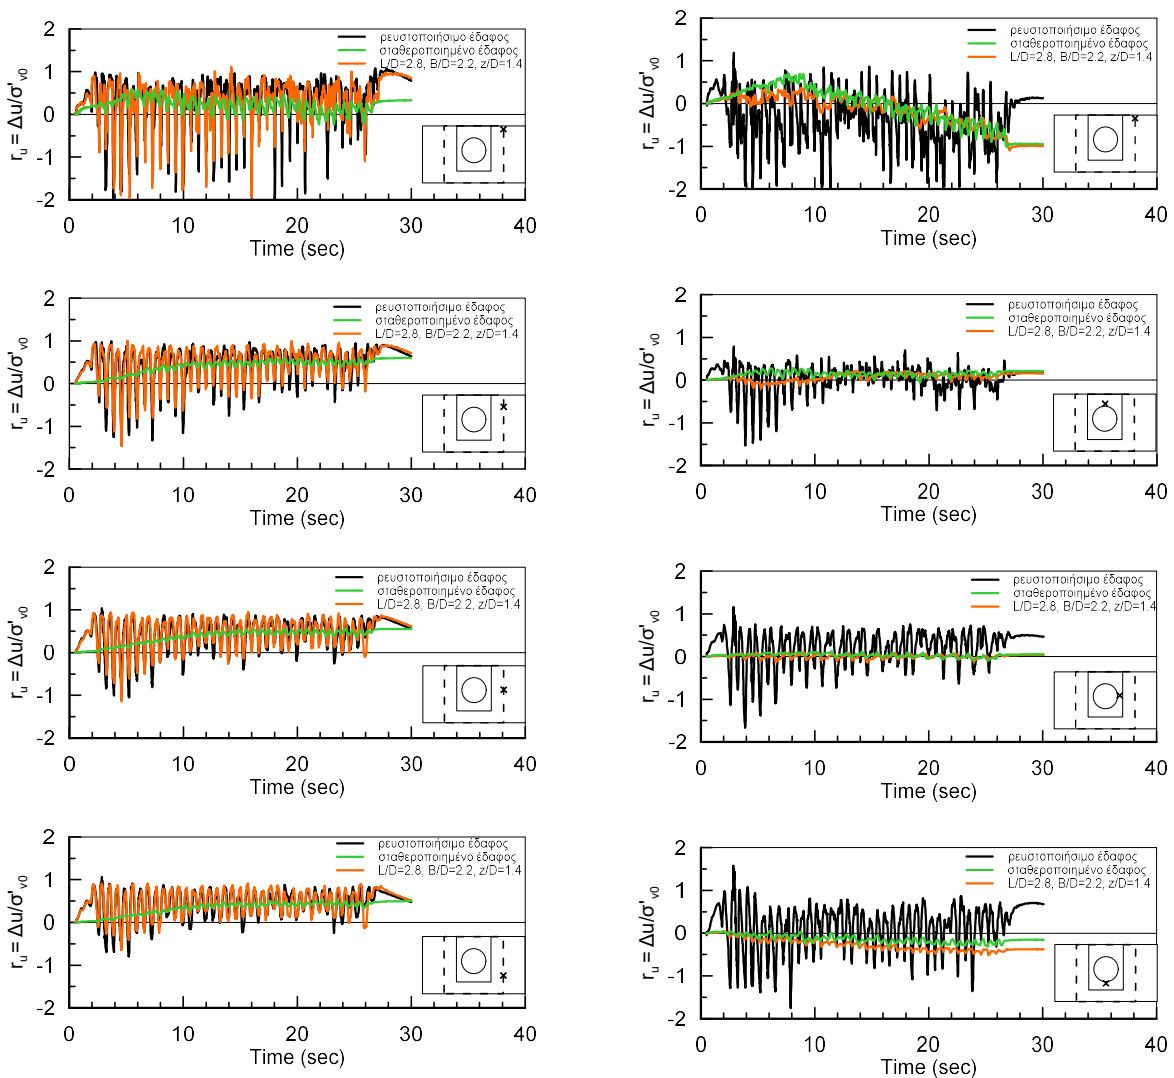 2
1
0
-1
-2
0
10
20
30
40
r_u = Δu/σ'_v0
Time (sec)
ρευστοποιήσιμο έδαφος
σταθεροποιημένο έδαφος
L/D=2.8, B/D=2.2, z/D=1.4
2
1
0
-1
-2
0
10
20
30
40
r_u = Δu/σ'_v0
Time (sec)
ρευστοποιήσιμο έδαφος
σταθεροποιημένο έδαφος
L/D=2.8, B/D=2.2, z/D=1.4
2
1
0
-1
-2
0
10
20
30
40
r_u = Δu/σ'_v0
Time (sec)
ρευστοποιήσιμο έδαφος
σταθεροποιημένο έδαφος
L/D=2.8, B/D=2.2, z/D=1.4
2
1
0
-1
-2
0
10
20
30
40
r_u = Δu/σ'_v0
Time (sec)
ρευστοποιήσιμο έδαφος
σταθεροποιημένο έδαφος
L/D=2.8, B/D=2.2, z/D=1.4
2
1
0
-1
-2
0
10
20
30
40
r_u = Δu/σ'_v0
Time (sec)
ρευστοποιήσιμο έδαφος
σταθεροποιημένο έδαφος
L/D=2.8, B/D=2.2, z/D=1.4
2
1
0
-1
-2
0
10
20
30
40
r_u = Δu/σ'_v0
Time (sec)
ρευστοποιήσιμο έδαφος
σταθεροποιημένο έδαφος
L/D=2.8, B/D=2.2, z/D=1.4
2
1
0
-1
-2
0
10
20
30
40
r_u = Δu/σ'_v0
Time (sec)
ρευστοποιήσιμο έδαφος
σταθεροποιημένο έδαφος
L/D=2.8, B/D=2.2, z/D=1.4
2
1
0
-1
-2
0
10
20
30
40
r_u = Δu/σ'_v0
Time (sec)
ρευστοποιήσιμο έδαφος
σταθεροποιημένο έδαφος
L/D=2.8, B/D=2.2, z/D=1.4